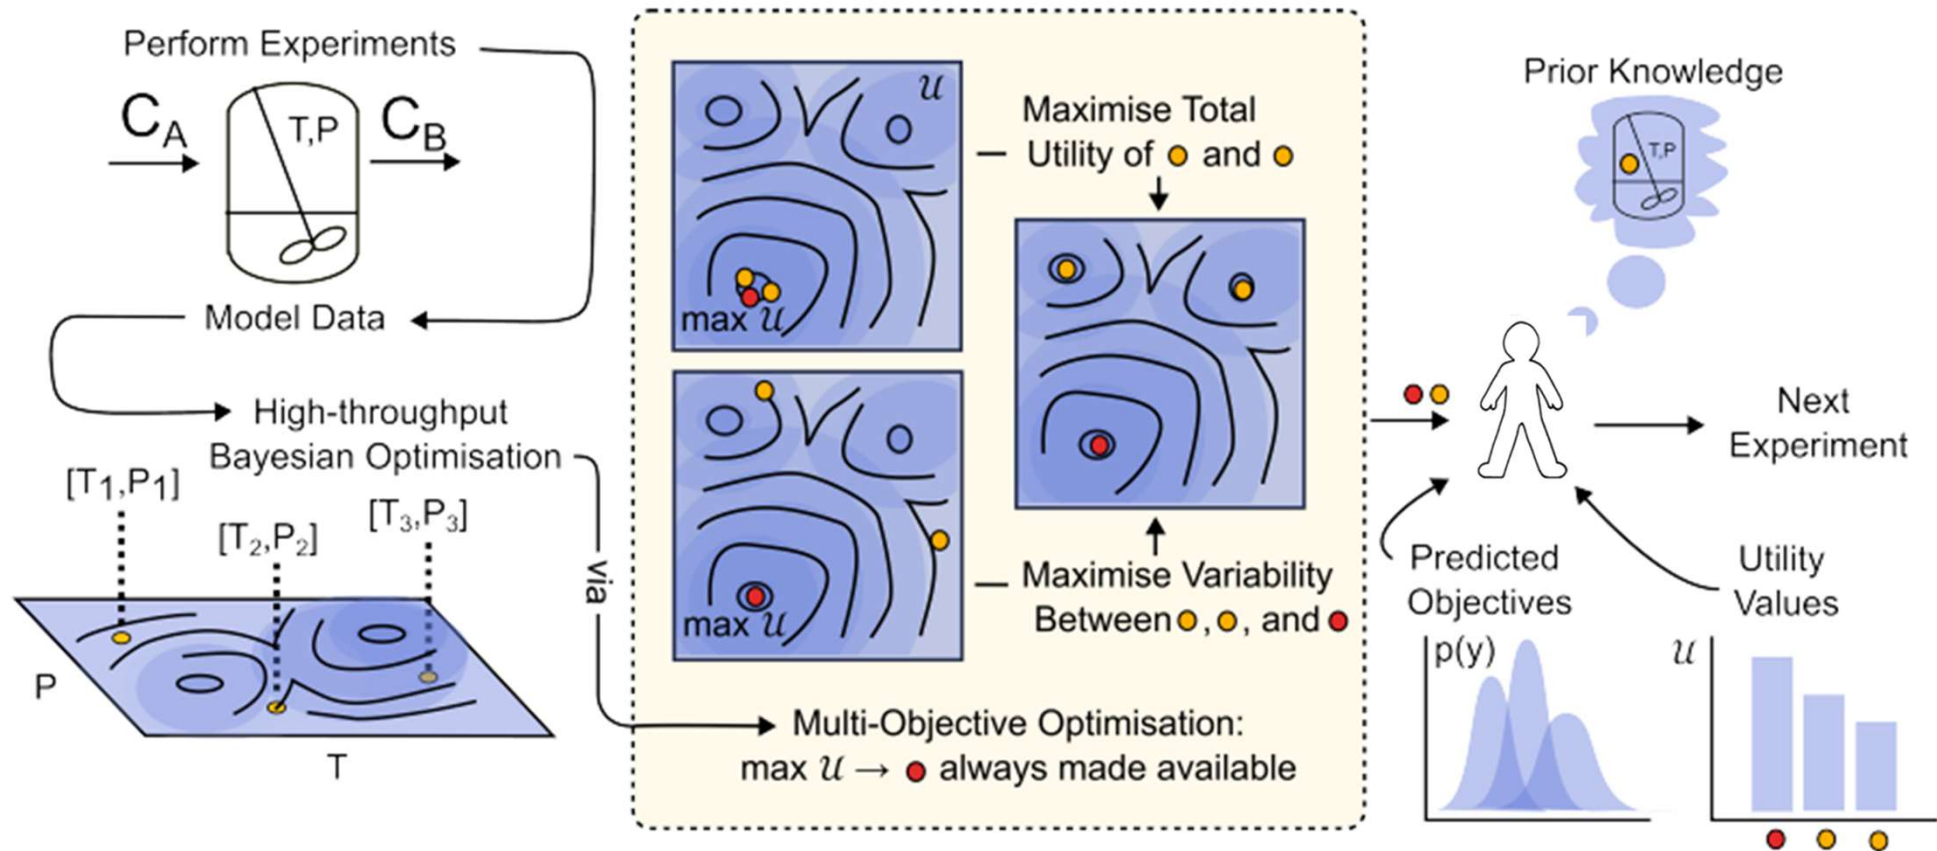 Perform Experiments
C_A
T,P
C_B
Model Data
High-throughput
Bayesian Optimisation
[T₁,P₁]
[T₂,P₂]
[T₃,P₃]
P
T
via
𝒰
max 𝒰
Maximise Total
Utility of and
max 𝒰
Maximise Variability
Between , , and
Multi-Objective Optimisation:
max 𝒰 → always made available
Prior Knowledge
T,P
Next
Experiment
Predicted
Objectives
p(y)
Utility
Values
𝒰